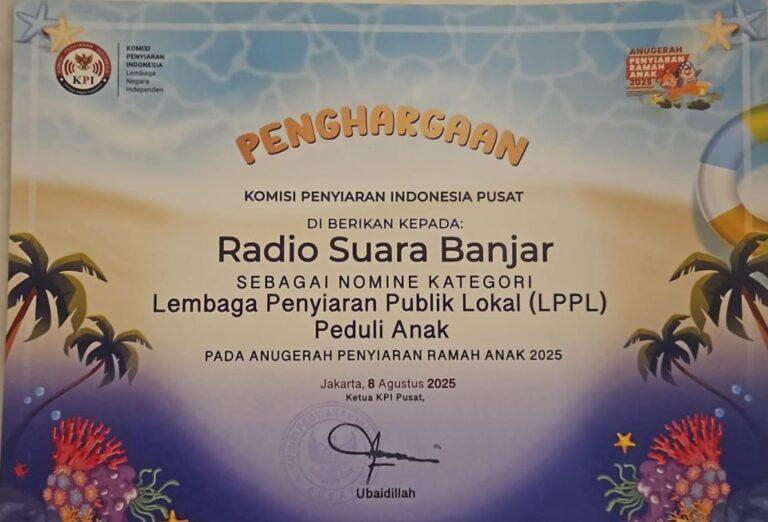 KPI
KOMISI
PENYIARAN
INDONESIA
Lembaga
Negara
Independen
ANUGERAH
PENYIARAN
RAMAH
ANAK
2025
PENGHARGAAN
KOMISI PENYIARAN INDONESIA PUSAT
DI BERIKAN KEPADA:
Radio Suara Banjar
SEBAGAI NOMINE KATEGORI
Lembaga Penyiaran Publik Lokal (LPPL)
Peduli Anak
PADA ANUGERAH PENYIARAN RAMAH ANAK 2025
Jakarta, 8 Agustus 2025
Ketua KPI Pusat,
Ubaidillah